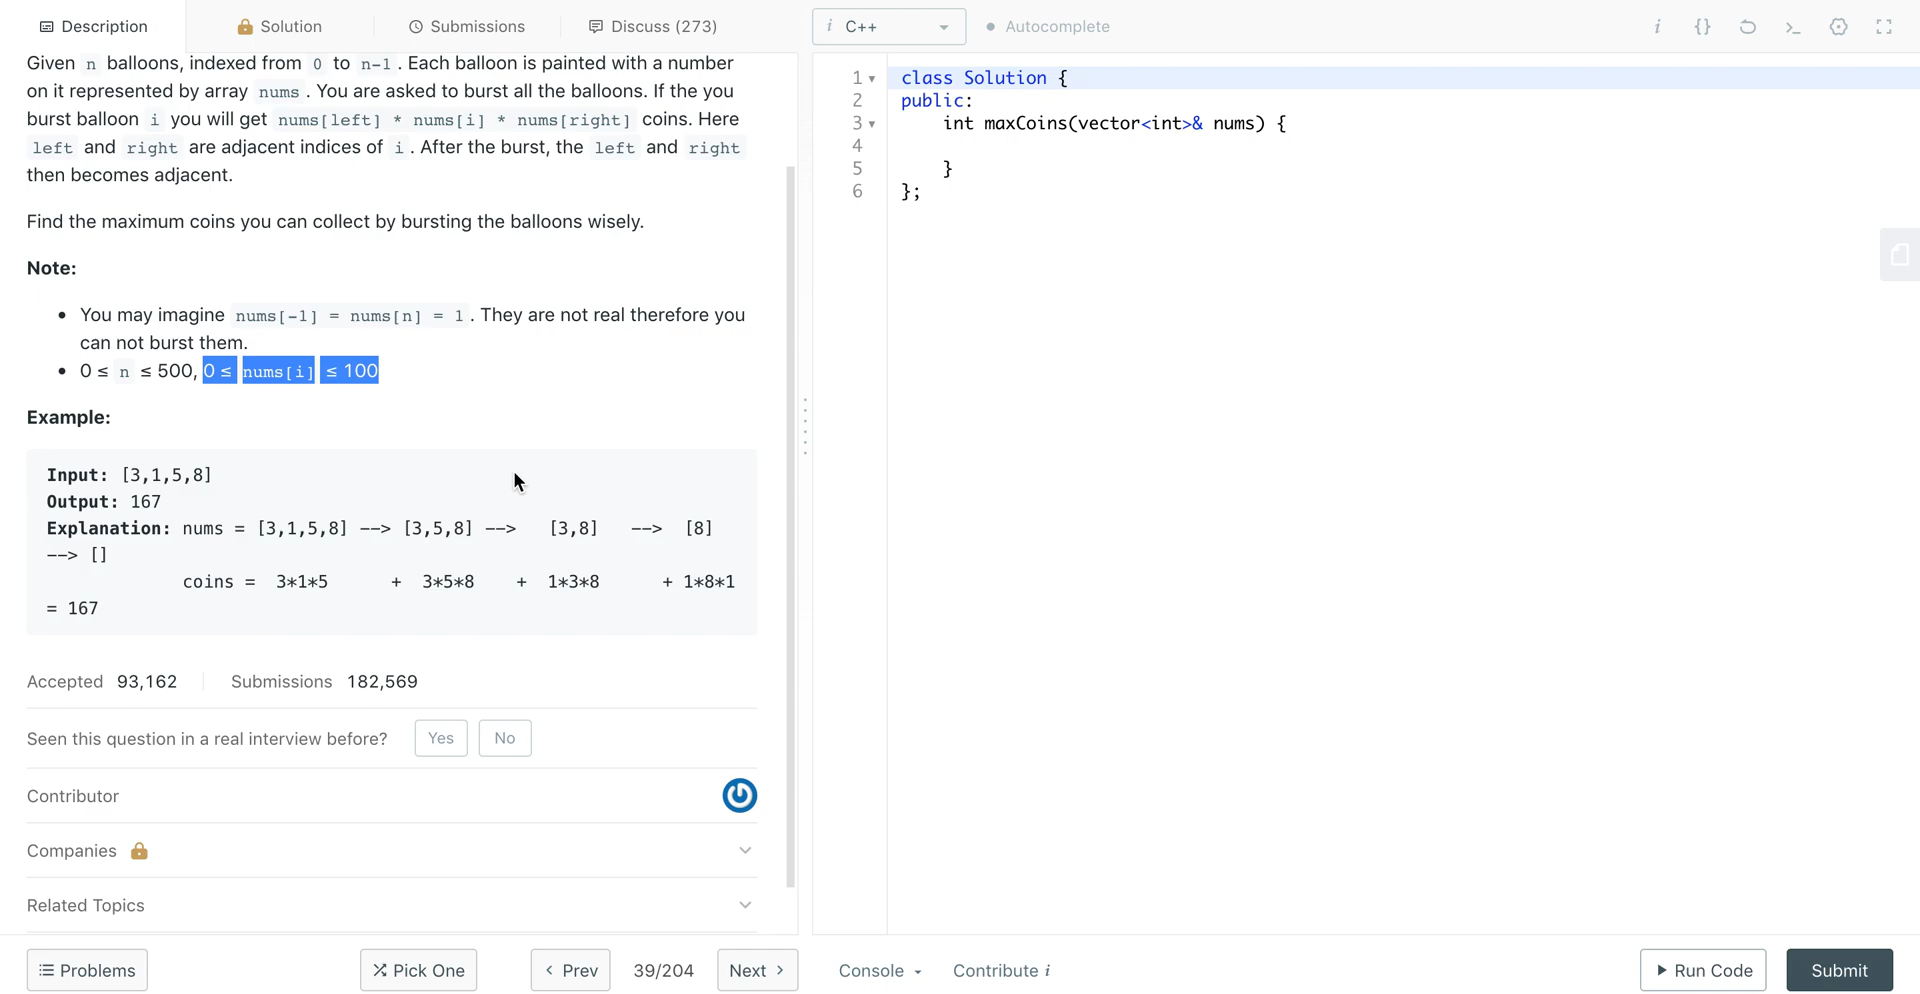 Description
Solution
Submissions
Discuss (273)
i C++
Autocomplete
i {}
Given n balloons, indexed from 0 to n-1. Each balloon is painted with a number
on it represented by array nums. You are asked to burst all the balloons. If the you
burst balloon i you will get nums[left] * nums[i] * nums[right] coins. Here
left and right are adjacent indices of i. After the burst, the left and right
then becomes adjacent.
Find the maximum coins you can collect by bursting the balloons wisely.
Note:
• You may imagine nums[-1] = nums[n] = 1. They are not real therefore you
can not burst them.
• 0 ≤ n ≤ 500, 0 ≤ nums[i] ≤ 100
Example:
Input: [3,1,5,8]
Output: 167
Explanation: nums = [3,1,5,8] --> [3,5,8] --> [3,8] --> [8]
--> []
coins = 3*1*5 + 3*5*8 + 1*3*8 + 1*8*1
= 167
Accepted 93,162 Submissions 182,569
Seen this question in a real interview before? Yes No
Contributor
Companies
Related Topics
Problems
Pick One
Prev
39/204
Next
1 class Solution {
2 public:
3 int maxCoins(vector<int>& nums) {
4
5 }
6 };
Console
Contribute i
Run Code
Submit